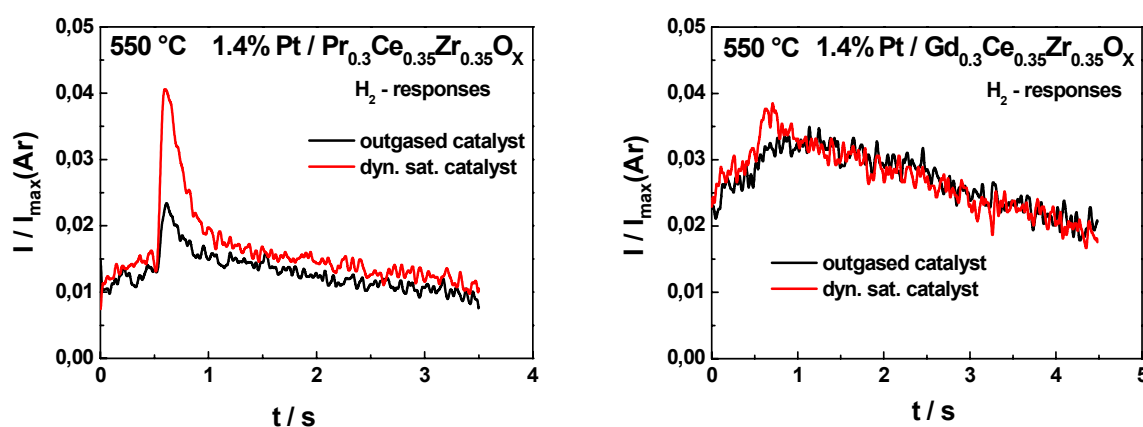 550 °C 1.4% Pt / Pr0.3Ce0.35Zr0.35OX
H2 - responses
outgased catalyst
dyn. sat. catalyst
I / Imax(Ar)
0,05
0,04
0,03
0,02
0,01
0,00
0 1 2 3 4
t / s
550 °C 1.4% Pt / Gd0.3Ce0.35Zr0.35OX
H2 - responses
outgased catalyst
dyn. sat. catalyst
I / Imax(Ar)
0,05
0,04
0,03
0,02
0,01
0,00
0 1 2 3 4 5
t / s